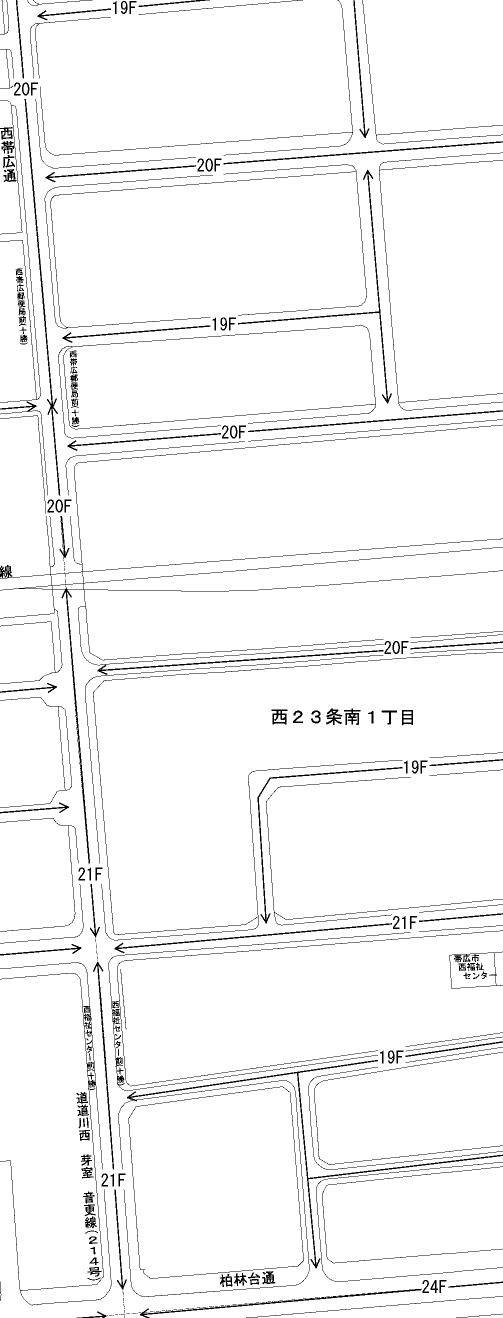 19F
20F
西帯広通
20F
西帯広郵便局前(十勝)
19F
西帯広郵便局前(十勝)
20F
20F
線
20F
西23条南1丁目
19F
21F
21F
帯広市
西福祉
センター
西福祉センター前(十勝)
西福祉センター前(十勝)
19F
道道川西 芽室 音更線(214号)
21F
柏林台通
24F